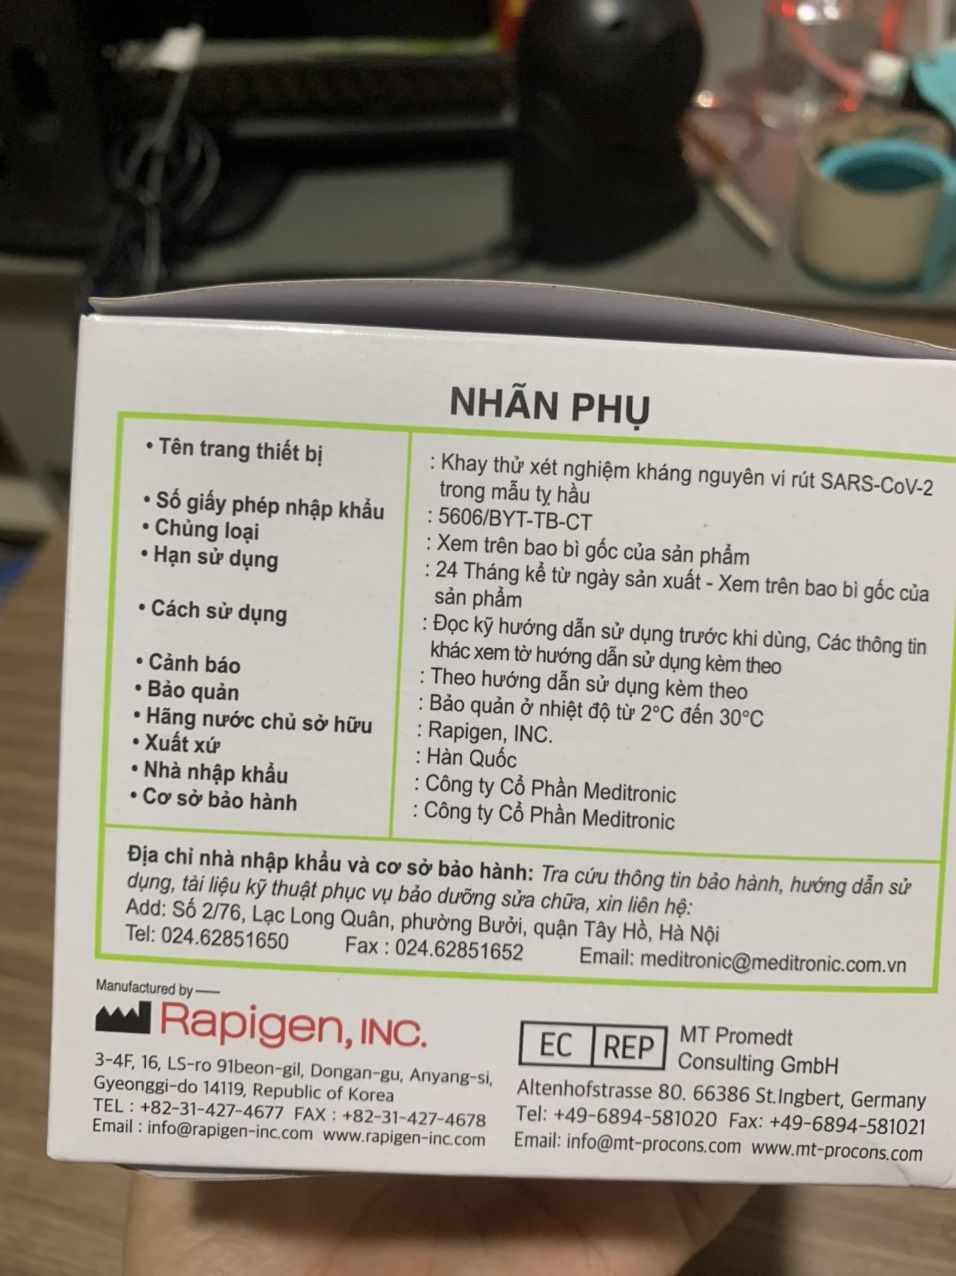 NHÃN PHỤ
• Tên trang thiết bị : Khay thử xét nghiệm kháng nguyên vi rút SARS-CoV-2
trong mẫu tỵ hầu
• Số giấy phép nhập khẩu : 5606/BYT-TB-CT
• Chủng loại : Xem trên bao bì gốc của sản phẩm
• Hạn sử dụng : 24 Tháng kể từ ngày sản xuất - Xem trên bao bì gốc của
sản phẩm
• Cách sử dụng : Đọc kỹ hướng dẫn sử dụng trước khi dùng, Các thông tin
khác xem tờ hướng dẫn sử dụng kèm theo
• Cảnh báo : Theo hướng dẫn sử dụng kèm theo
• Bảo quản : Bảo quản ở nhiệt độ từ 2°C đến 30°C
• Hãng nước chủ sở hữu : Rapigen, INC.
• Xuất xứ : Hàn Quốc
• Nhà nhập khẩu : Công ty Cổ Phần Meditronic
• Cơ sở bảo hành : Công ty Cổ Phần Meditronic
Địa chỉ nhà nhập khẩu và cơ sở bảo hành: Tra cứu thông tin bảo hành, hướng dẫn sử
dụng, tài liệu kỹ thuật phục vụ bảo dưỡng sửa chữa, xin liên hệ:
Add: Số 2/76, Lạc Long Quân, phường Bưởi, quận Tây Hồ, Hà Nội
Tel: 024.62851650 Fax : 024.62851652 Email: meditronic@meditronic.com.vn
Manufactured by
Rapigen, INC.
3-4F, 16, LS-ro 91beon-gil, Dongan-gu, Anyang-si,
Gyeonggi-do 14119, Republic of Korea
TEL : +82-31-427-4677 FAX : +82-31-427-4678
Email : info@rapigen-inc.com www.rapigen-inc.com
EC REP MT Promedt
Consulting GmbH
Altenhofstrasse 80. 66386 St.Ingbert, Germany
Tel: +49-6894-581020 Fax: +49-6894-581021
Email: info@mt-procons.com www.mt-procons.com